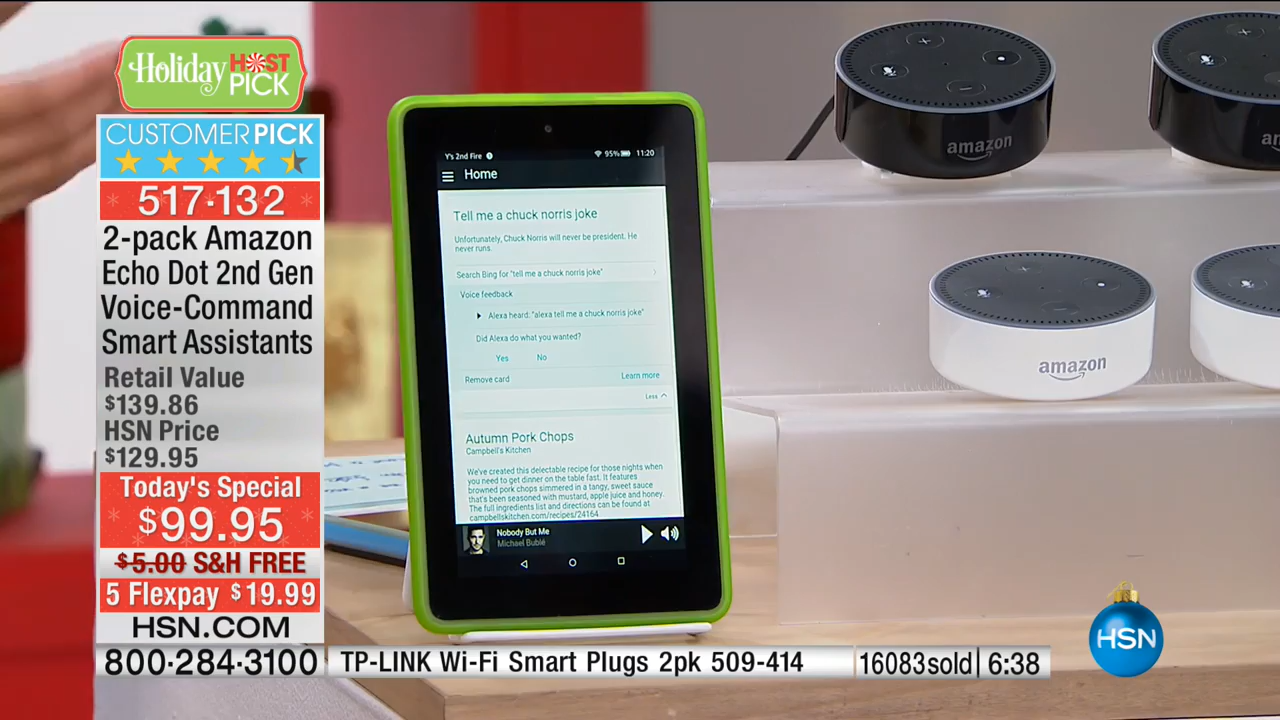 Holiday HOST
PICK
CUSTOMER PICK
517-132
2-pack Amazon
Echo Dot 2nd Gen
Voice-Command
Smart Assistants
Retail Value
$139.86
HSN Price
$129.95
Today's Special
$99.95
$5.00 S&H FREE
5 Flexpay $19.99
HSN.COM
800-284-3100
TP-LINK Wi-Fi Smart Plugs 2pk 509-414
16083sold
6:38
HSN
Y's 2nd Fire
95%
11:20
Home
Tell me a chuck norris joke
Unfortunately, Chuck Norris will never be president. He
never runs.
Search Bing for "tell me a chuck norris joke"
Voice feedback
Alexa heard: "alexa tell me a chuck norris joke"
Did Alexa do what you wanted?
Yes No
Remove card Learn more
Less
Autumn Pork Chops
Campbell's Kitchen
We've created this delectable recipe for those nights when
you need to get dinner on the table fast. It features
browned pork chops simmered in a tangy, sweet sauce
that's been seasoned with mustard, apple juice and honey.
The full ingredients list and directions can be found at
campbellskitchen.com/recipes/24164
Nobody But Me
Michael Bublé
amazon
am
amazon